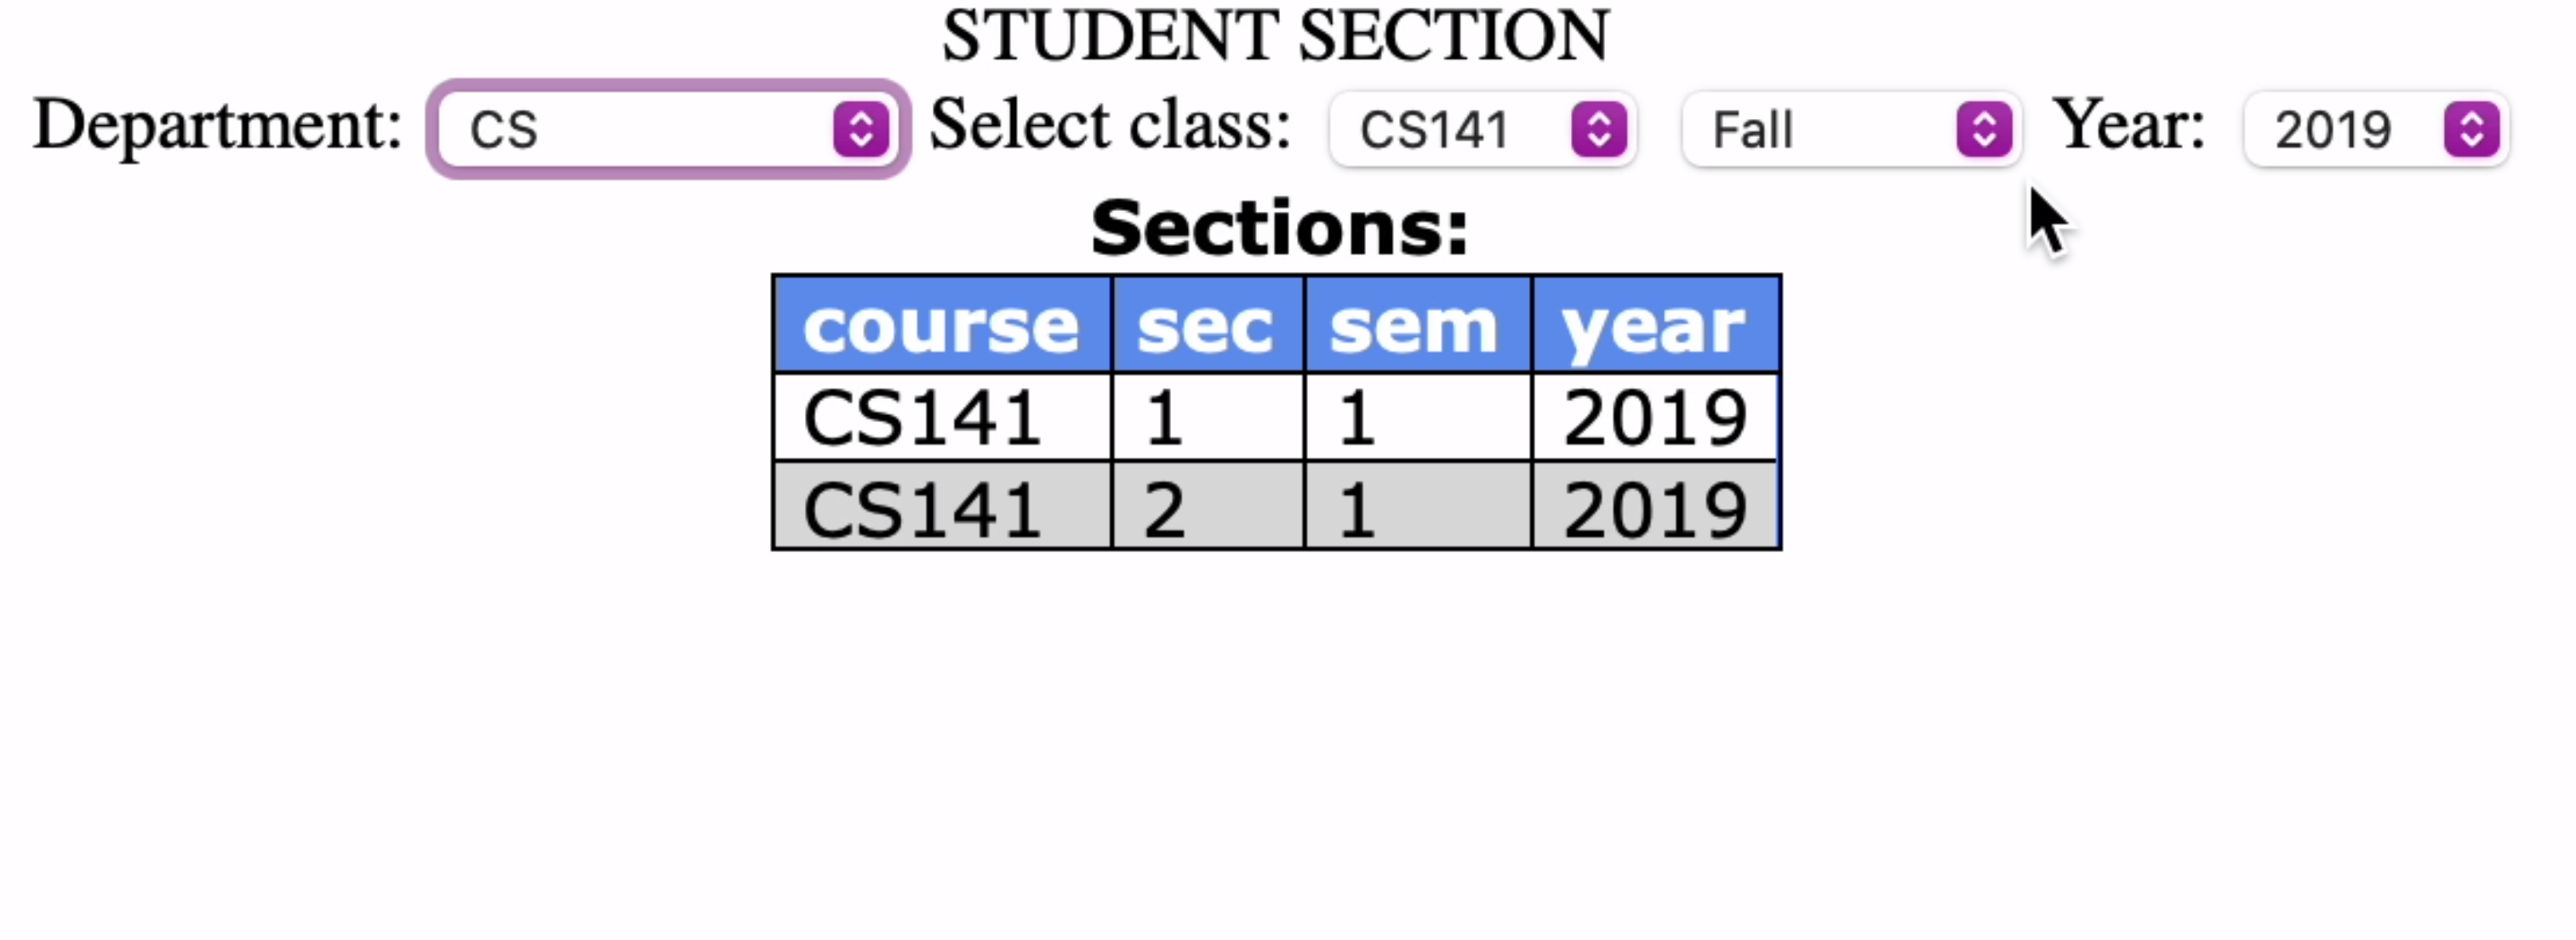 STUDENT SECTION
Department: CS Select class: CS141 Fall Year: 2019
Sections:
course sec sem year
CS141 1 1 2019
CS141 2 1 2019